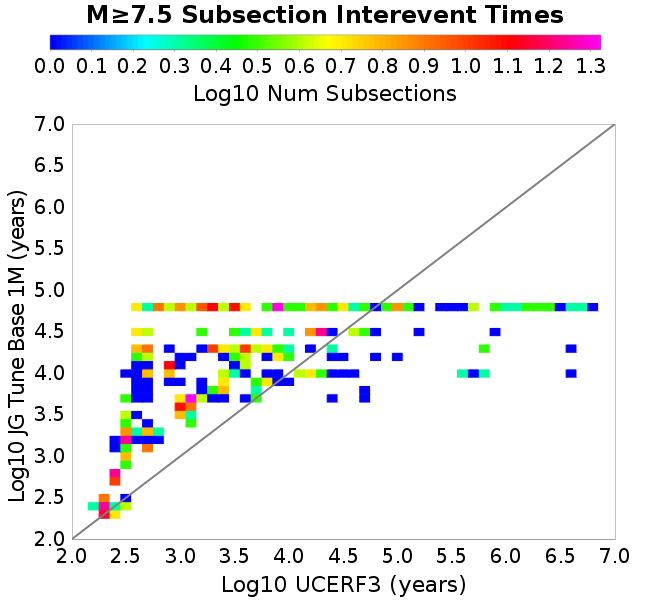 M≥7.5 Subsection Interevent Times
0.0 0.1 0.2 0.3 0.4 0.5 0.6 0.7 0.8 0.9 1.0 1.1 1.2 1.3
Log10 Num Subsections
Log10 JG Tune Base 1M (years)
7.0
6.5
6.0
5.5
5.0
4.5
4.0
3.5
3.0
2.5
2.0
2.0 2.5 3.0 3.5 4.0 4.5 5.0 5.5 6.0 6.5 7.0
Log10 UCERF3 (years)